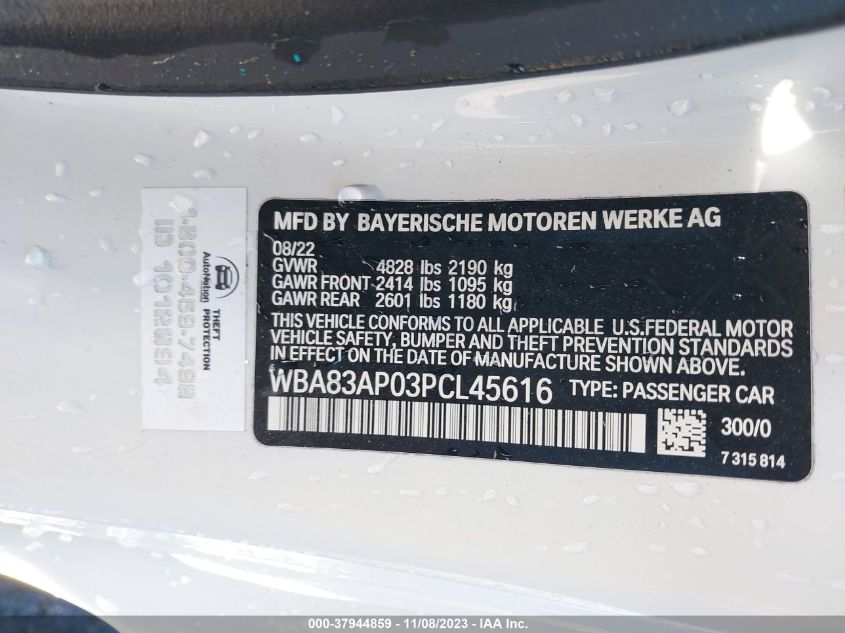 MFD BY BAYERISCHE MOTOREN WERKE AG
08/22
GVWR 4828 lbs 2190 kg
GAWR FRONT 2414 lbs 1095 kg
GAWR REAR 2601 lbs 1180 kg
THIS VEHICLE CONFORMS TO ALL APPLICABLE U.S.FEDERAL MOTOR
VEHICLE SAFETY, BUMPER AND THEFT PREVENTION STANDARDS
IN EFFECT ON THE DATE OF MANUFACTURE SHOWN ABOVE.
WBA83AP03PCL45616 TYPE: PASSENGER CAR
300/0
7 315 814
AutoNation
THEFT
PROTECTION
000-37944859 - 11/08/2023 - IAA Inc.